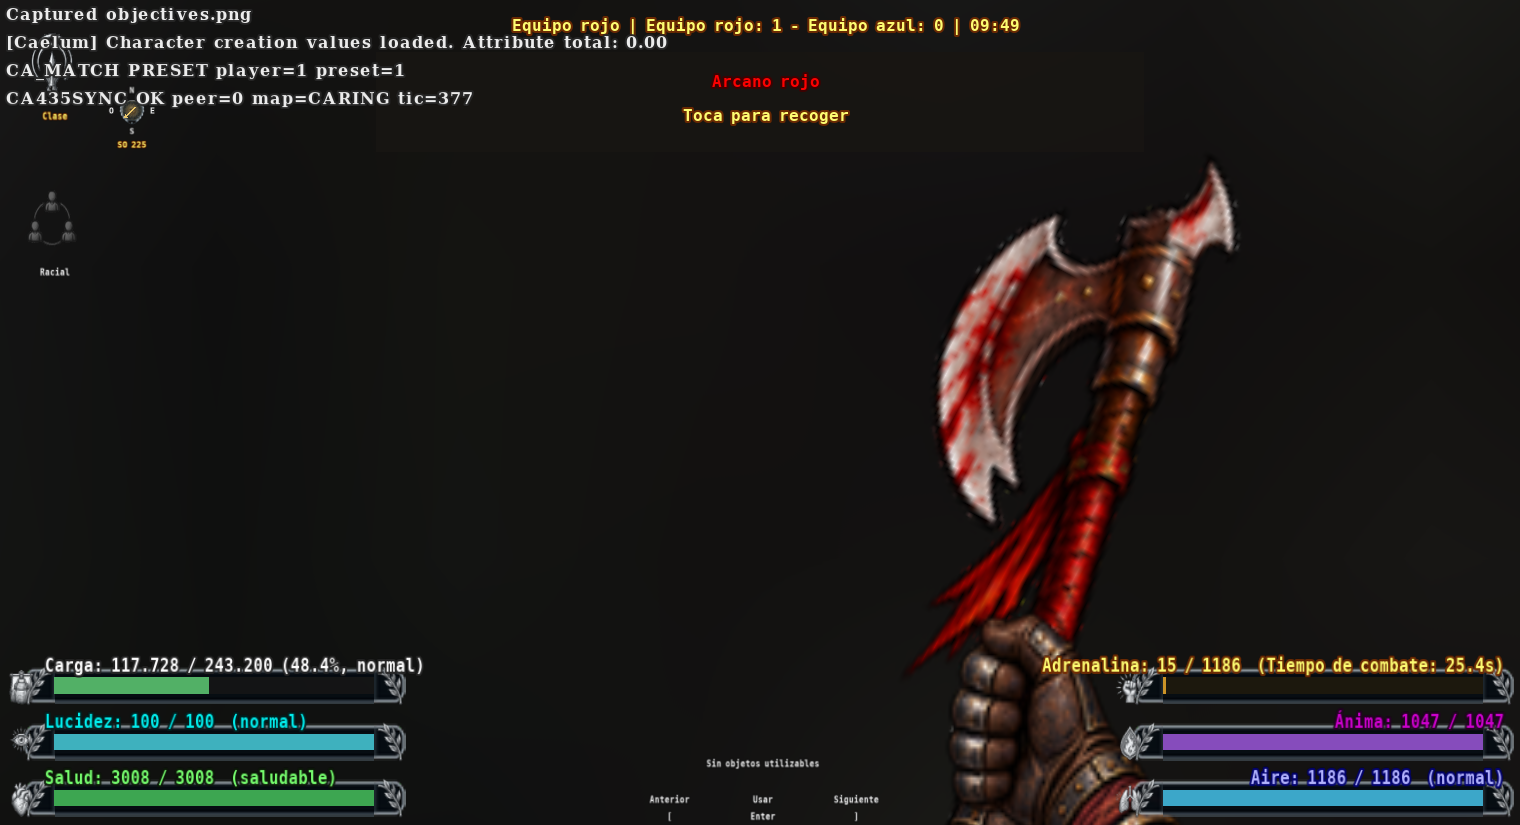 Captured objectives.png
Equipo rojo | Equipo rojo: 1 - Equipo azul: 0 | 09:49
[Caelum] Character creation values loaded. Attribute total: 0.00
CA_MATCH PRESET player=1 preset=1
Arcano rojo
CA435SYNC OK peer=0 map=CARING tic=377
N
O E
Clase
Toca para recoger
S
SO 225
Racial
Carga: 117.728 / 243.200 (48.4%, normal)
Adrenalina: 15 / 1186 (Tiempo de combate: 25.4s)
Lucidez: 100 / 100 (normal)
Ánima: 1047 / 1047
Salud: 3008 / 3008 (saludable)
Aire: 1186 / 1186 (normal)
Sin objetos utilizables
Anterior Usar Siguiente
[ Enter ]